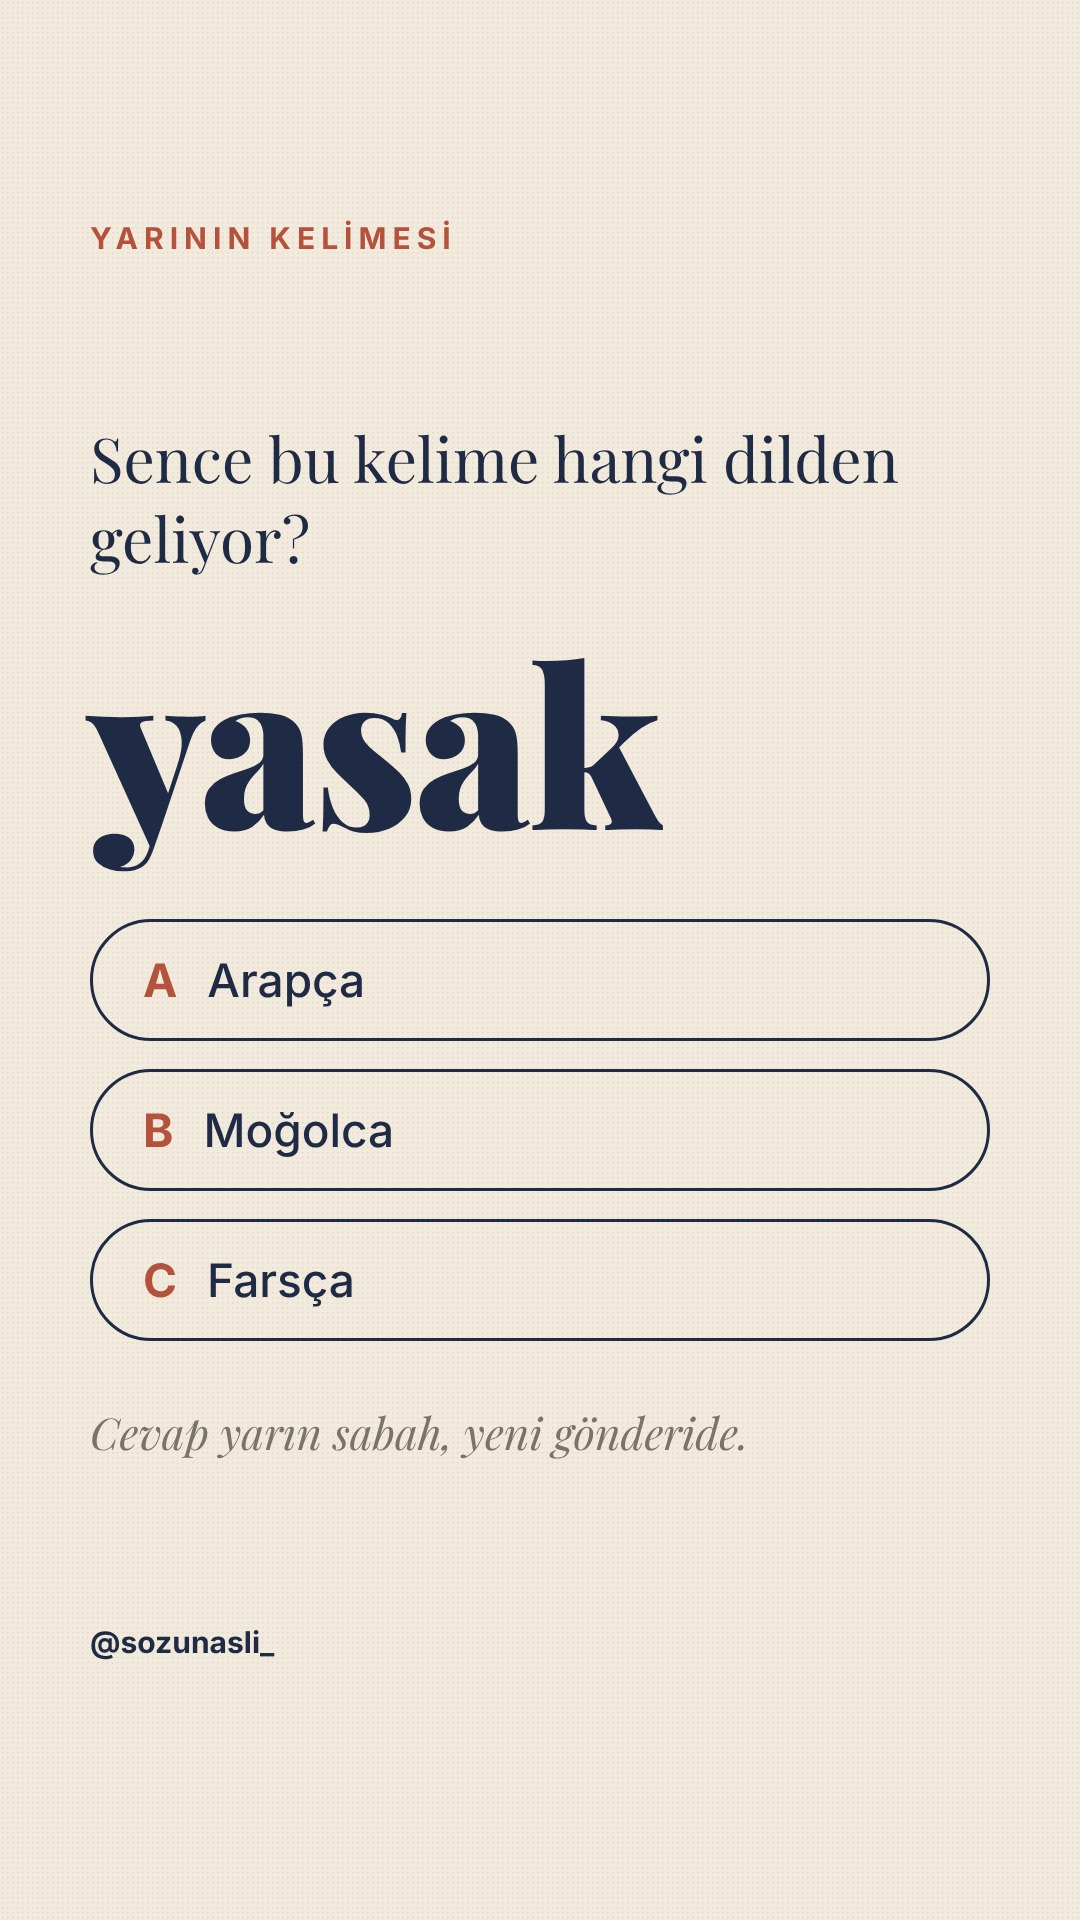 YARININ KELİMESİ
Sence bu kelime hangi dilden
geliyor?
yasak
A Arapça
B Moğolca
C Farsça
Cevap yarın sabah, yeni gönderide.
@sozunasli_